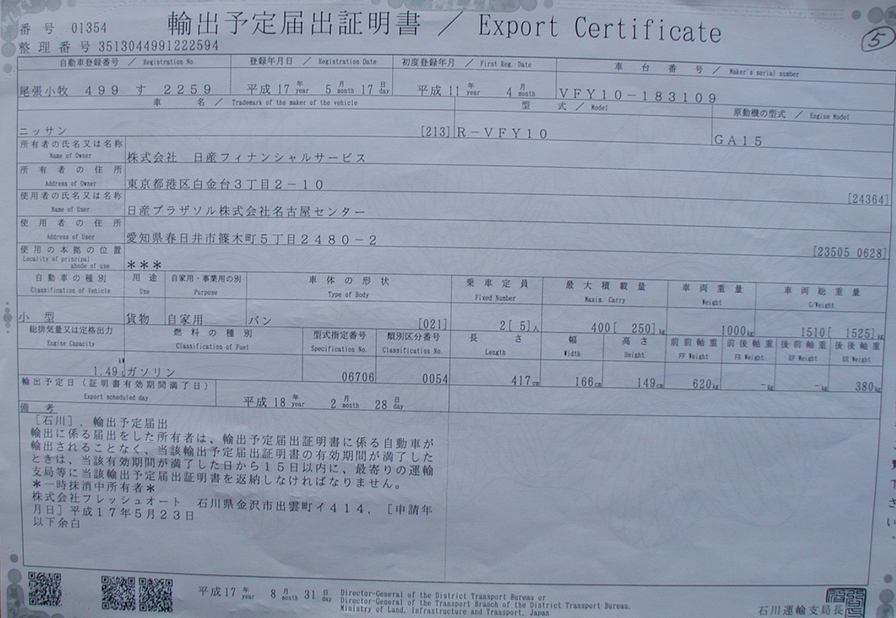 番 号 01354
輸出予定届出証明書 / Export Certificate
整理番号 3513044991222594
5
自動車登録番号 / Registration No.
登録年月日 / Registration Date
初度登録年月 / First Reg. Date
車 台 番 号 / Maker's serial number
尾張小牧 499 す 2259
平成 17 年 year 5 月 month 17 日 day
平成 11 年 year 4 月 month
VFY10-183109
車 名 / Trademark of the maker of the vehicle
型 式 / Model
原動機の型式 / Engine Model
ニッサン [213]
R-VFY10
GA15
所有者の氏名又は名称 Name of Owner
株式会社 日産フィナンシャルサービス
所 有 者 の 住 所 Address of Owner
東京都港区白金台3丁目2-10 [24364]
使用者の氏名又は名称 Name of User
日産プラザソル株式会社名古屋センター
使 用 者 の 住 所 Address of User
愛知県春日井市篠木町5丁目2480-2 [23505 0628]
使用の本拠の位置 Locality of principal abode of use
***
自動車の種別 Classification of Vehicle
用 途 Use
自家用・事業用の別 Purpose
車 体 の 形 状 Type of Body
乗 車 定 員 Fixed Number
最 大 積 載 量 Maxim. Carry
車 両 重 量 Weight
車 両 総 重 量 G/Weight
小 型
貨物
自家用
バン [021]
2[ 5]人
400[ 250]kg
1000kg
1510[ 1525]kg
総排気量又は定格出力 Engine Capacity
燃 料 の 種 別 Classification of Fuel
型式指定番号 Specification No.
類別区分番号 Classification No.
長 さ Length
幅 Width
高 さ Height
前前軸重 FF Weight
前後軸重 FR Weight
後前軸重 RF Weight
後後軸重 RR Weight
1.49
ガソリン
06706
0054
417cm
166cm
149cm
620kg
-kg
-kg
380kg
輸出予定日(証明書有効期間満了日) Export scheduled day
平成 18 年 year 2 月 month 28 日 day
備 考
[石川],輸出予定届出
輸出に係る届出をした所有者は、輸出予定届出証明書に係る自動車が
輸出されることなく、当該輸出予定届出証明書の有効期間が満了した
ときは、当該有効期間が満了した日から15日以内に、最寄りの運輸
支局等に当該輸出予定届出証明書を返納しなければなりません。
*一時抹消中所有者*
株式会社フレッシュオート 石川県金沢市出雲町イ414,[申請年
月日]平成17年5月23日
以下余白
平成 17 年 year 8 月 month 31 日 day
Director-General of the District Transport Bureau or
Director-General of the Transport Branch of the District Transport Bureau.
Ministry of Land, Infrastructure and Transport, Japan
石川運輸支局長